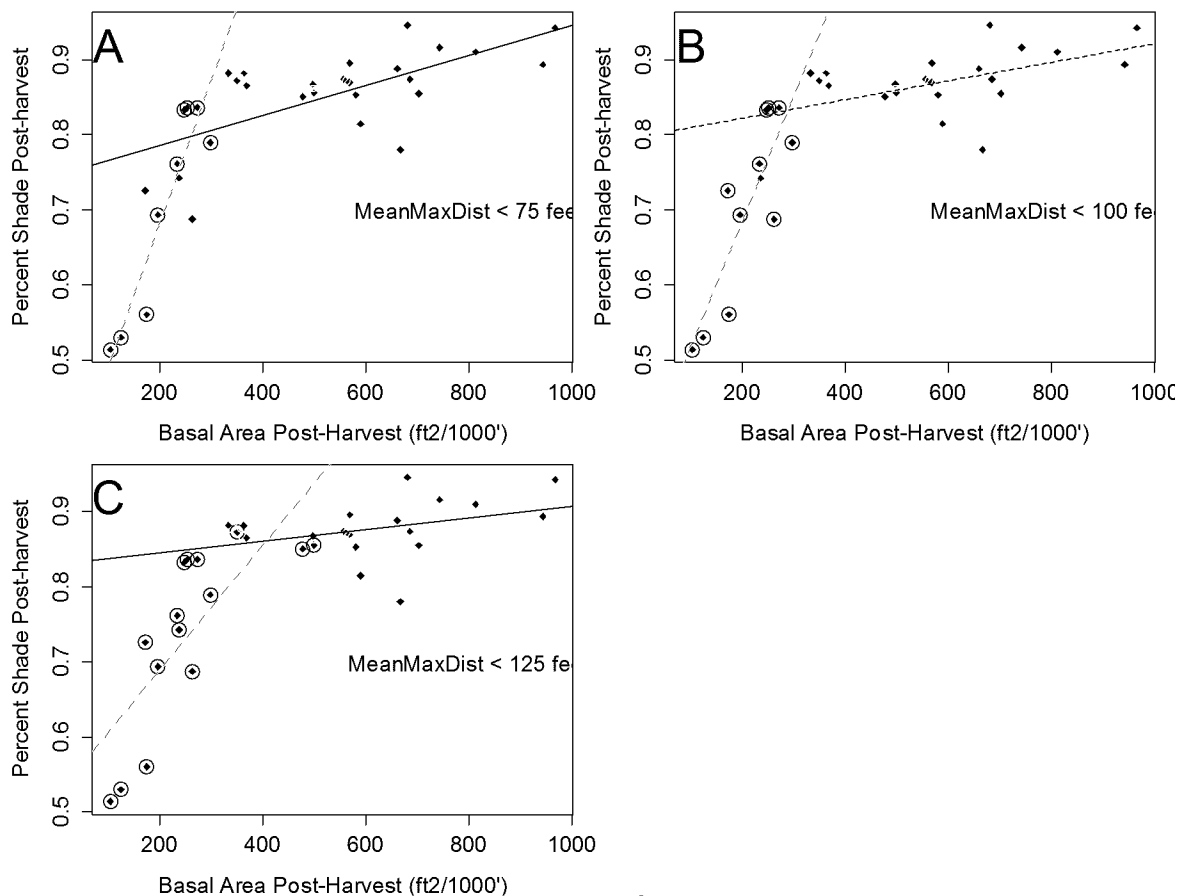 A
Percent Shade Post-harvest
0.5 0.6 0.7 0.8 0.9
MeanMaxDist < 75 fee
200 400 600 800 1000
Basal Area Post-Harvest (ft2/1000')
B
Percent Shade Post-harvest
0.5 0.6 0.7 0.8 0.9
MeanMaxDist < 100 fe
200 400 600 800 1000
Basal Area Post-Harvest (ft2/1000')
C
Percent Shade Post-harvest
0.5 0.6 0.7 0.8 0.9
MeanMaxDist < 125 fe
200 400 600 800 1000
Basal Area Post-Harvest (ft2/1000')